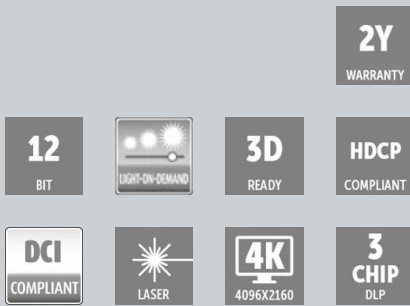 2Y
WARRANTY
12
BIT
LIGHT-ON-DEMAND
3D
READY
HDCP
COMPLIANT
DCI
COMPLIANT
LASER
4K
4096X2160
3
CHIP
DLP